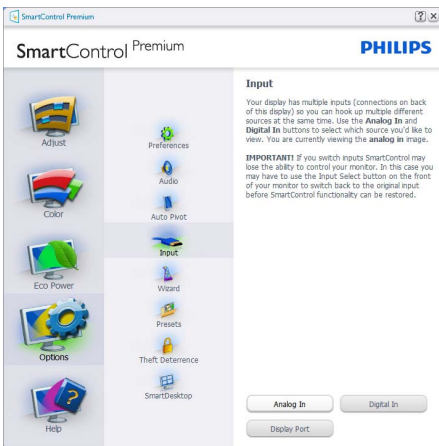 SmartControl Premium
SmartControl Premium
PHILIPS
Adjust
Color
Eco Power
Options
Help
Preferences
Audio
Auto Pivot
Input
Wizard
Presets
Theft Deterrence
SmartDesktop
Input
Your display has multiple inputs (connections on back
of this display) so you can hook up multiple different
sources at the same time. Use the Analog In and
Digital In buttons to select which source you'd like to
view. You are currently viewing the analog in image.
IMPORTANT! If you switch inputs SmartControl may
lose the ability to control your monitor. In this case you
may have to use the Input Select button on the front
of your monitor to switch back to the original input
before SmartControl functionality can be restored.
Analog In
Digital In
Display Port